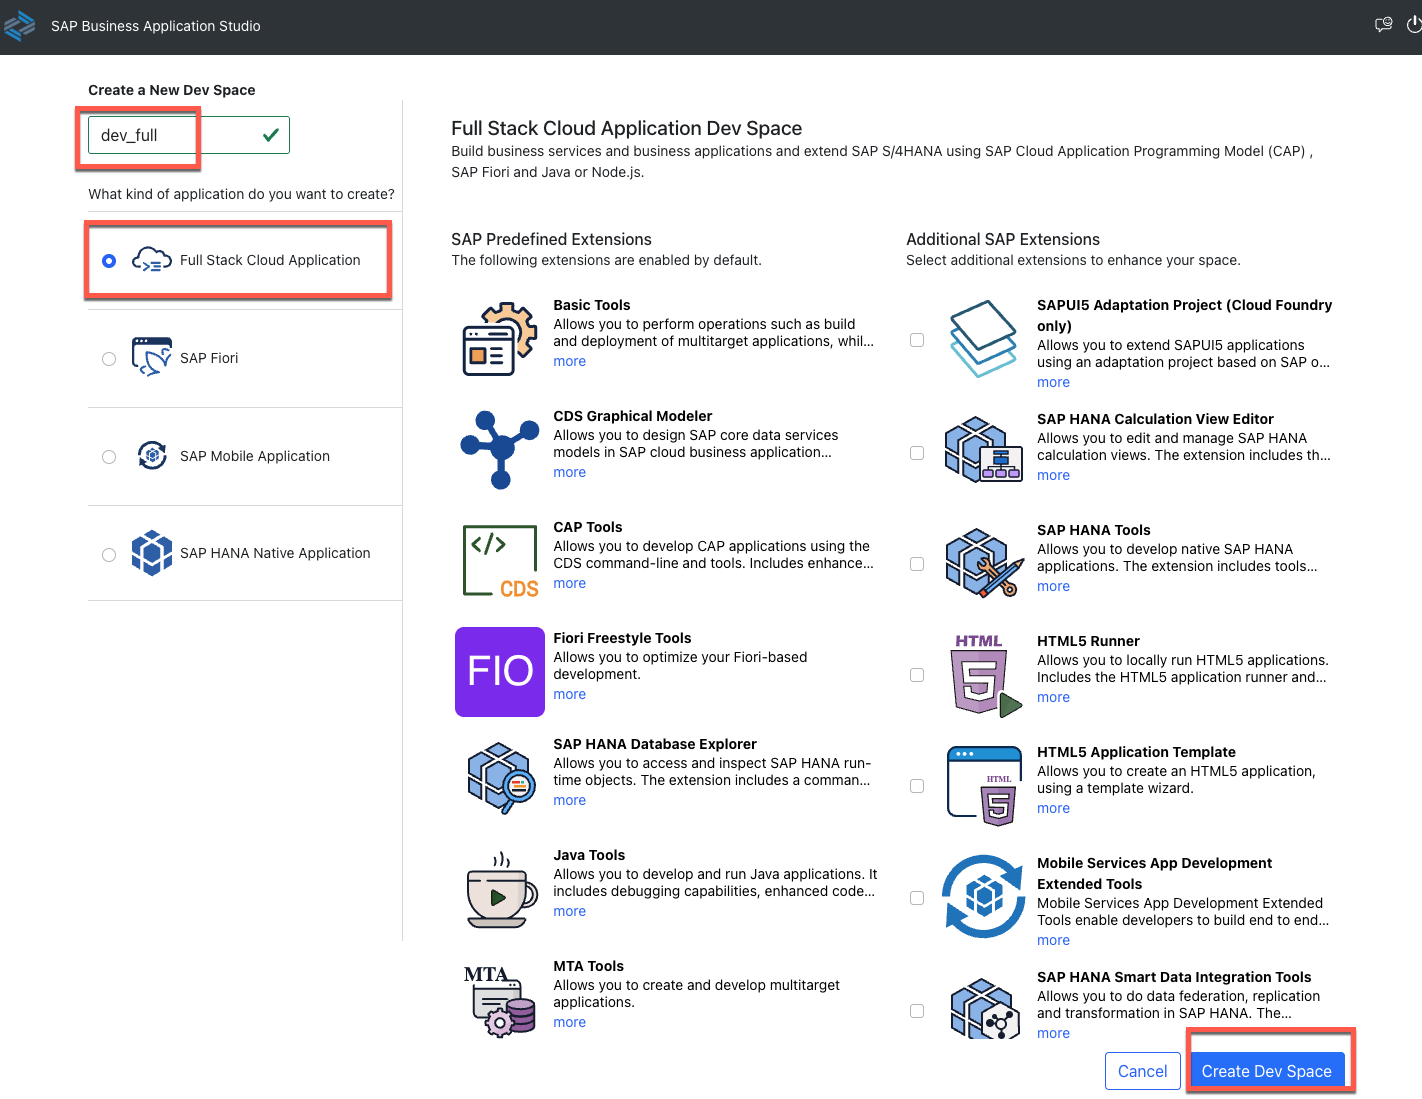 SAP Business Application Studio
Create a New Dev Space
dev_full
What kind of application do you want to create?
Full Stack Cloud Application
SAP Fiori
SAP Mobile Application
SAP HANA Native Application
Full Stack Cloud Application Dev Space
Build business services and business applications and extend SAP S/4HANA using SAP Cloud Application Programming Model (CAP) ,
SAP Fiori and Java or Node.js.
SAP Predefined Extensions
The following extensions are enabled by default.
Basic Tools
Allows you to perform operations such as build
and deployment of multitarget applications, whil...
more
CDS Graphical Modeler
Allows you to design SAP core data services
models in SAP cloud business application...
more
</>
CDS
CAP Tools
Allows you to develop CAP applications using the
CDS command-line and tools. Includes enhance...
more
FIO
Fiori Freestyle Tools
Allows you to optimize your Fiori-based
development.
more
SAP HANA Database Explorer
Allows you to access and inspect SAP HANA run-
time objects. The extension includes a comman...
more
Java Tools
Allows you to develop and run Java applications. It
includes debugging capabilities, enhanced code...
more
MTA
MTA Tools
Allows you to create and develop multitarget
applications.
more
Additional SAP Extensions
Select additional extensions to enhance your space.
SAPUI5 Adaptation Project (Cloud Foundry
only)
Allows you to extend SAPUI5 applications
using an adaptation project based on SAP o...
more
SAP HANA Calculation View Editor
Allows you to edit and manage SAP HANA
calculation views. The extension includes th...
more
SAP HANA Tools
Allows you to develop native SAP HANA
applications. The extension includes tools...
more
HTML
5
HTML5 Runner
Allows you to locally run HTML5 applications.
Includes the HTML5 application runner and...
more
HTML
5
HTML5 Application Template
Allows you to create an HTML5 application,
using a template wizard.
more
Mobile Services App Development
Extended Tools
Mobile Services App Development Extended
Tools enable developers to build end to end...
more
SAP HANA Smart Data Integration Tools
Allows you to do data federation, replication
and transformation in SAP HANA. The...
more
Cancel
Create Dev Space